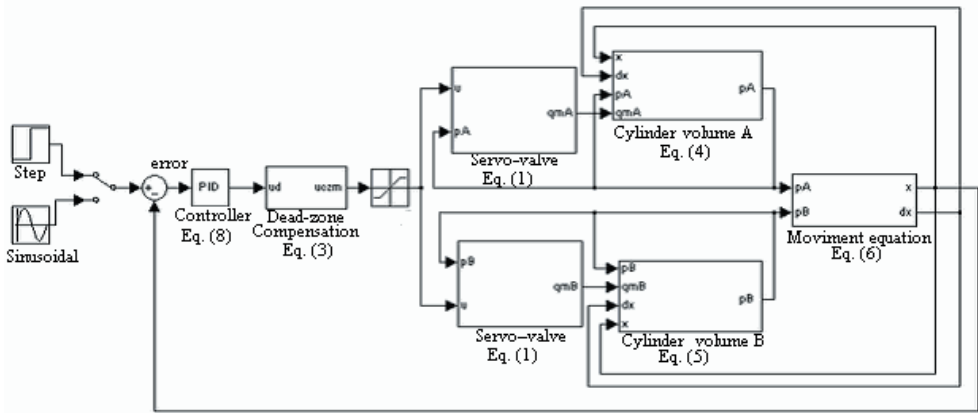 Step
Sinusoidal
error
+
-
PID
Controller
Eq. (8)
ud
uczm
Dead-zone
Compensation
Eq. (3)
u
pA
qmA
Servo-valve
Eq. (1)
x
dx
pA
qmA
pA
Cylinder volume A
Eq. (4)
pB
u
qmB
Servo-valve
Eq. (1)
pB
qmB
dx
x
pB
Cylinder volume B
Eq. (5)
pA
pB
x
dx
Moviment equation
Eq. (6)